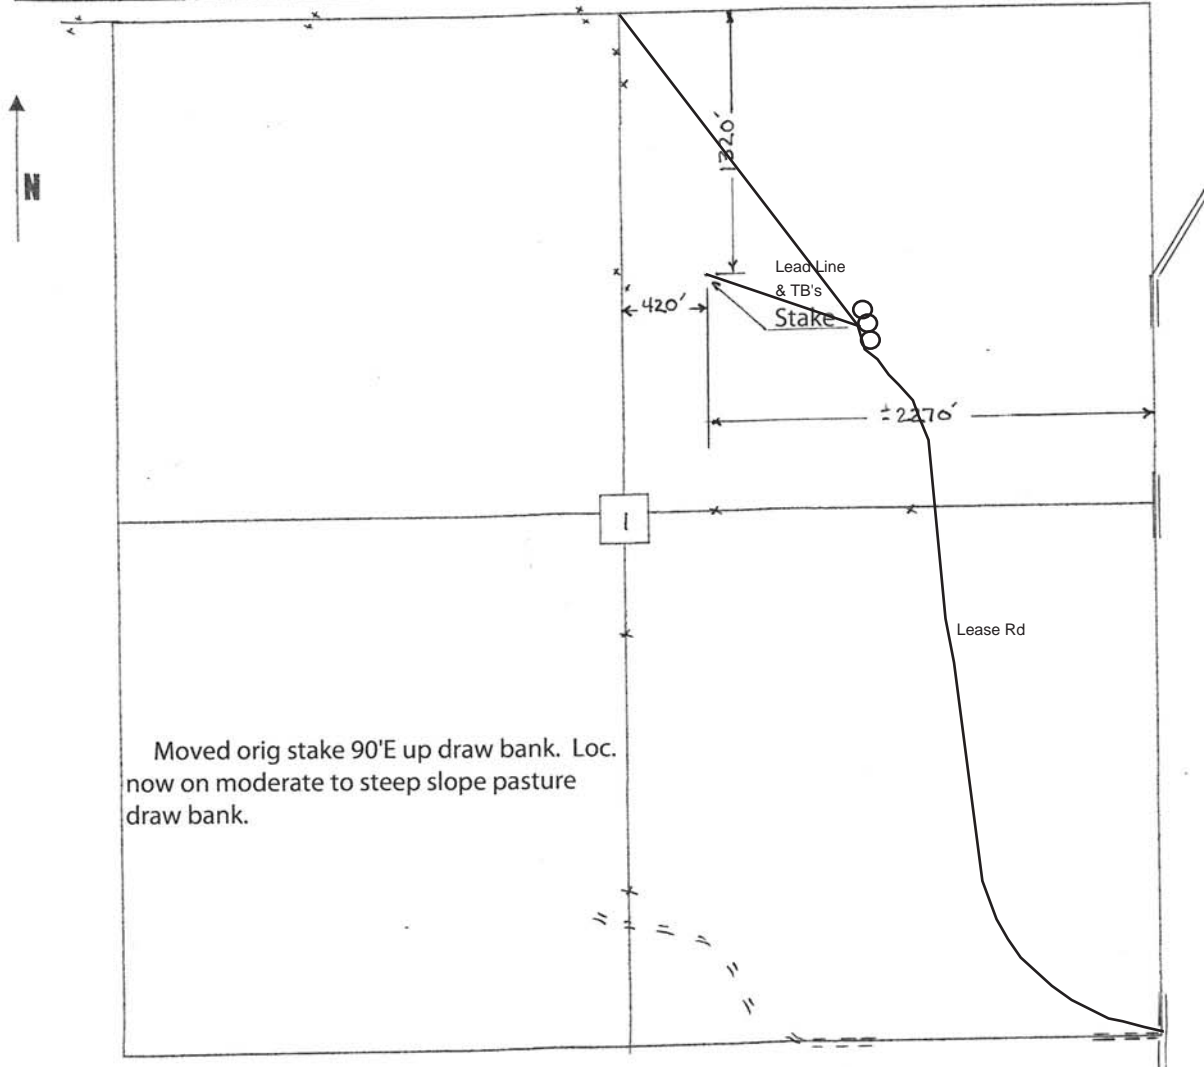 N
1320'
Lead Line
& TB's
Stake
420'
±2270'
1
Lease Rd
Moved orig stake 90'E up draw bank. Loc.
now on moderate to steep slope pasture
draw bank.